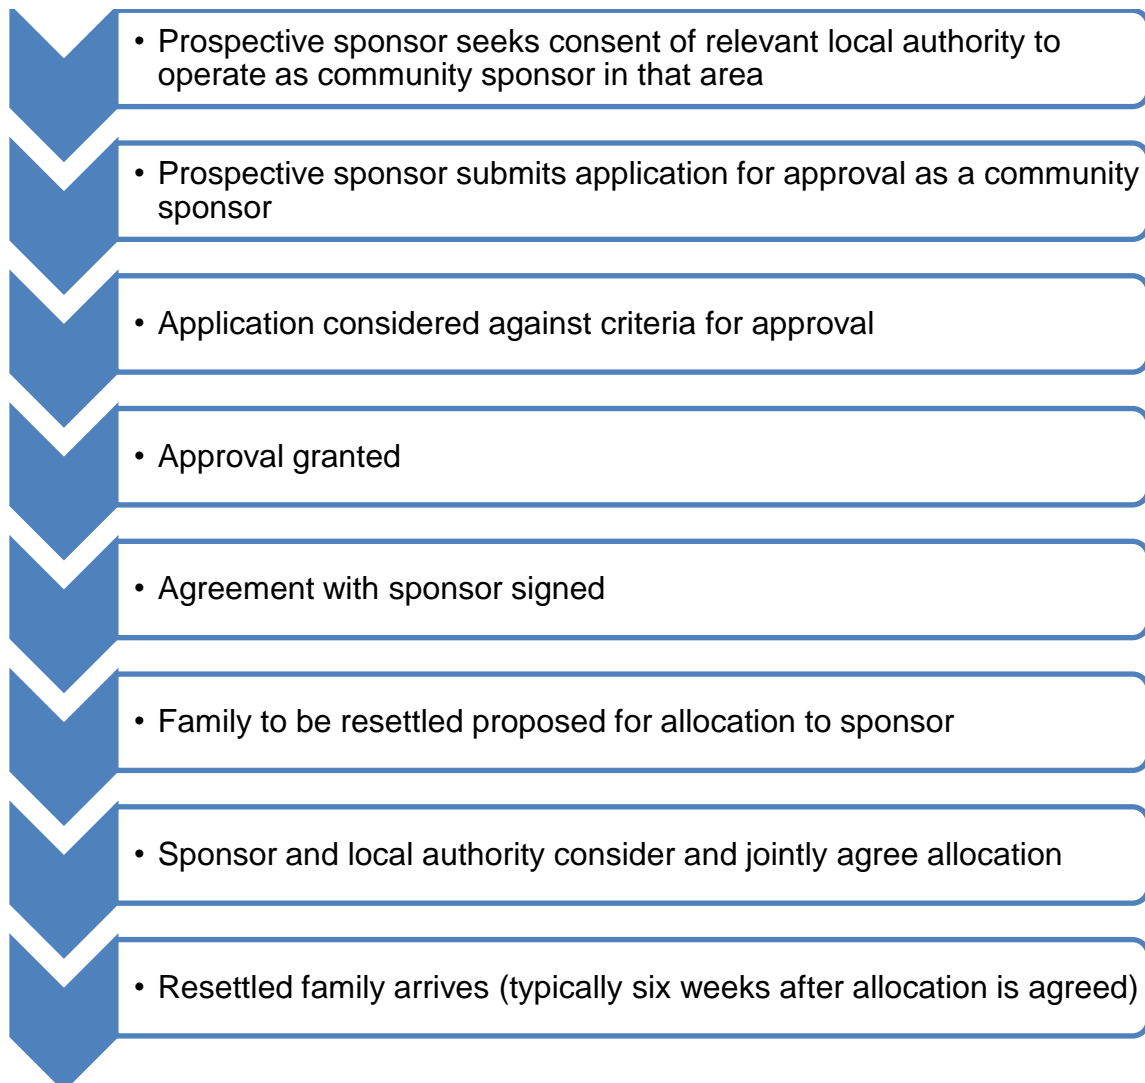 • Prospective sponsor seeks consent of relevant local authority to
operate as community sponsor in that area
• Prospective sponsor submits application for approval as a community
sponsor
• Application considered against criteria for approval
• Approval granted
• Agreement with sponsor signed
• Family to be resettled proposed for allocation to sponsor
• Sponsor and local authority consider and jointly agree allocation
• Resettled family arrives (typically six weeks after allocation is agreed)